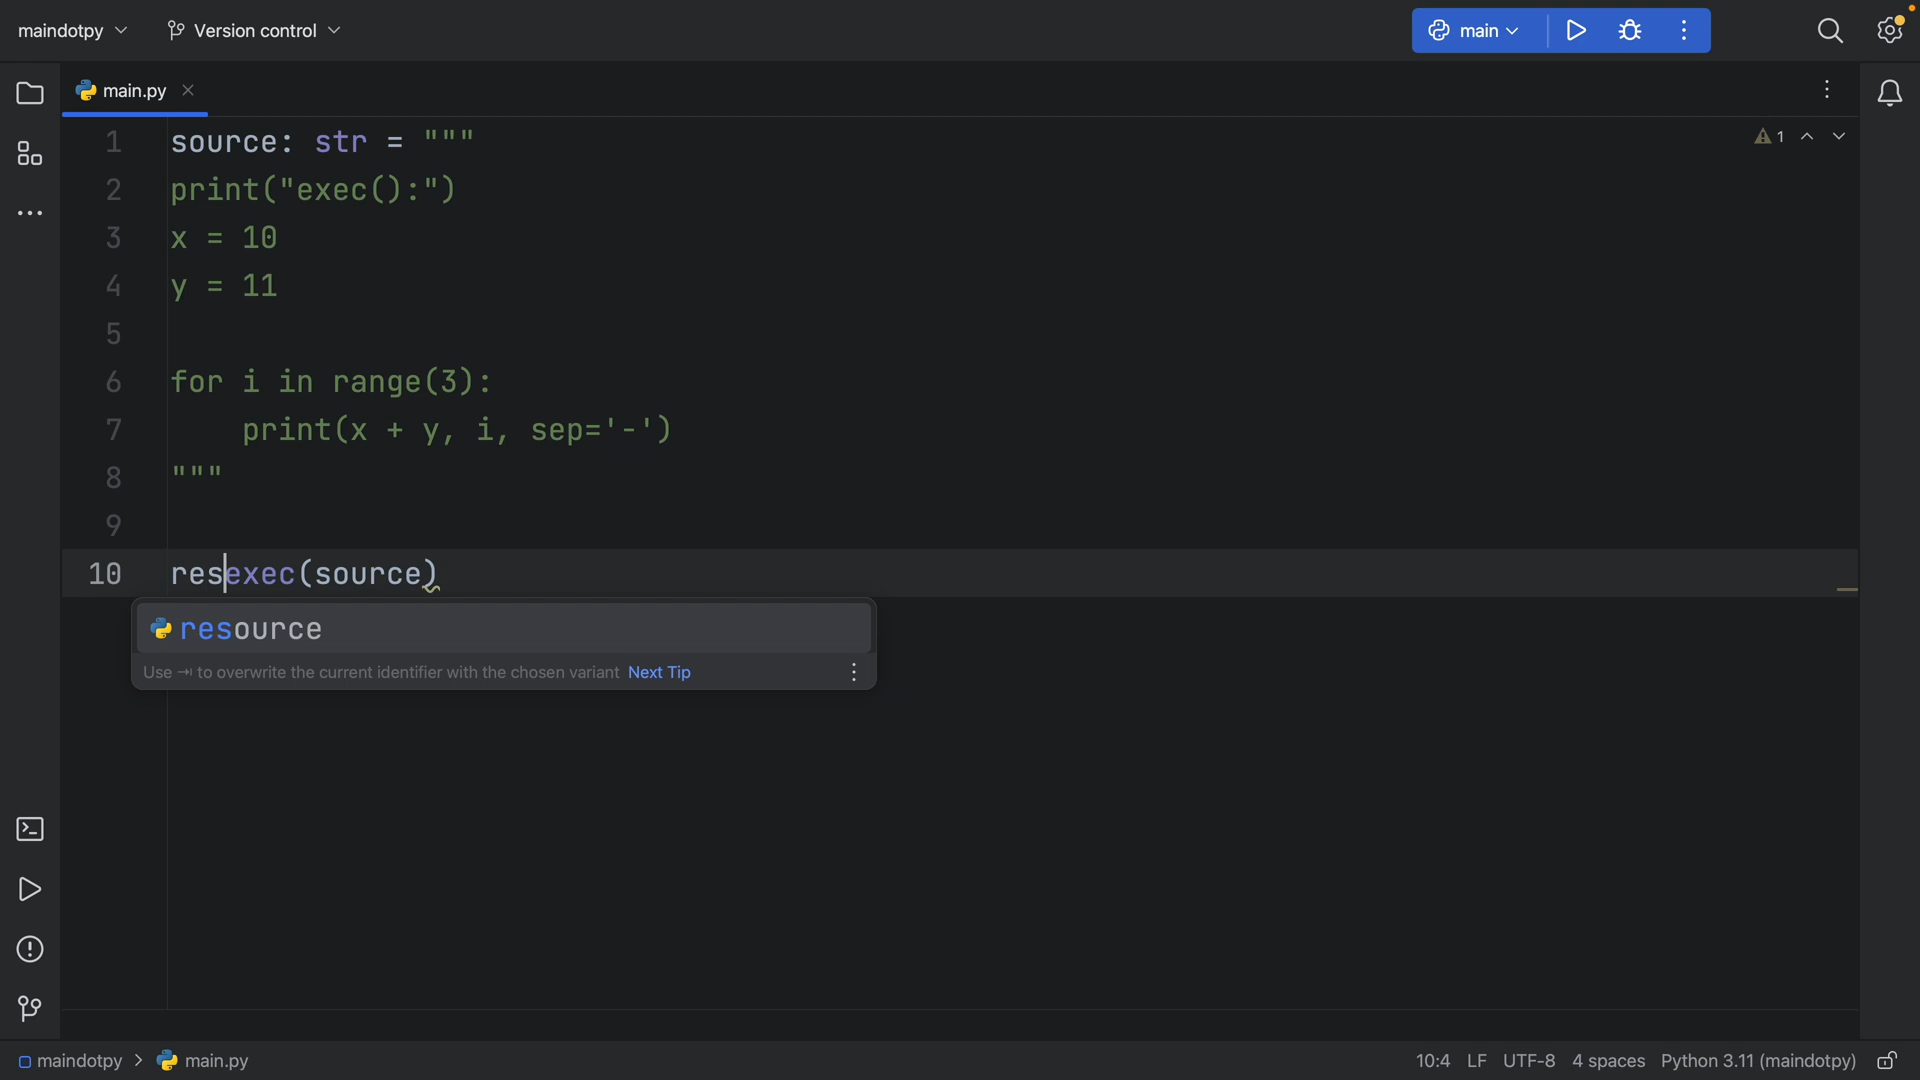 maindotpy Version control main
main.py
1 source: str = """ 1
2 print("exec():")
3 x = 10
4 y = 11
5
6 for i in range(3):
7     print(x + y, i, sep='-')
8 """
9
10 resexec(source)
resource
Use ⇥ to overwrite the current identifier with the chosen variant Next Tip
maindotpy > main.py 10:4 LF UTF-8 4 spaces Python 3.11 (maindotpy)